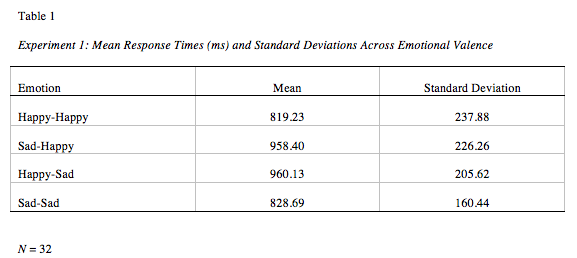 Table 1
Experiment 1: Mean Response Times (ms) and Standard Deviations Across Emotional Valence
Emotion Mean Standard Deviation
Happy-Happy 819.23 237.88
Sad-Happy 958.40 226.26
Happy-Sad 960.13 205.62
Sad-Sad 828.69 160.44
N = 32